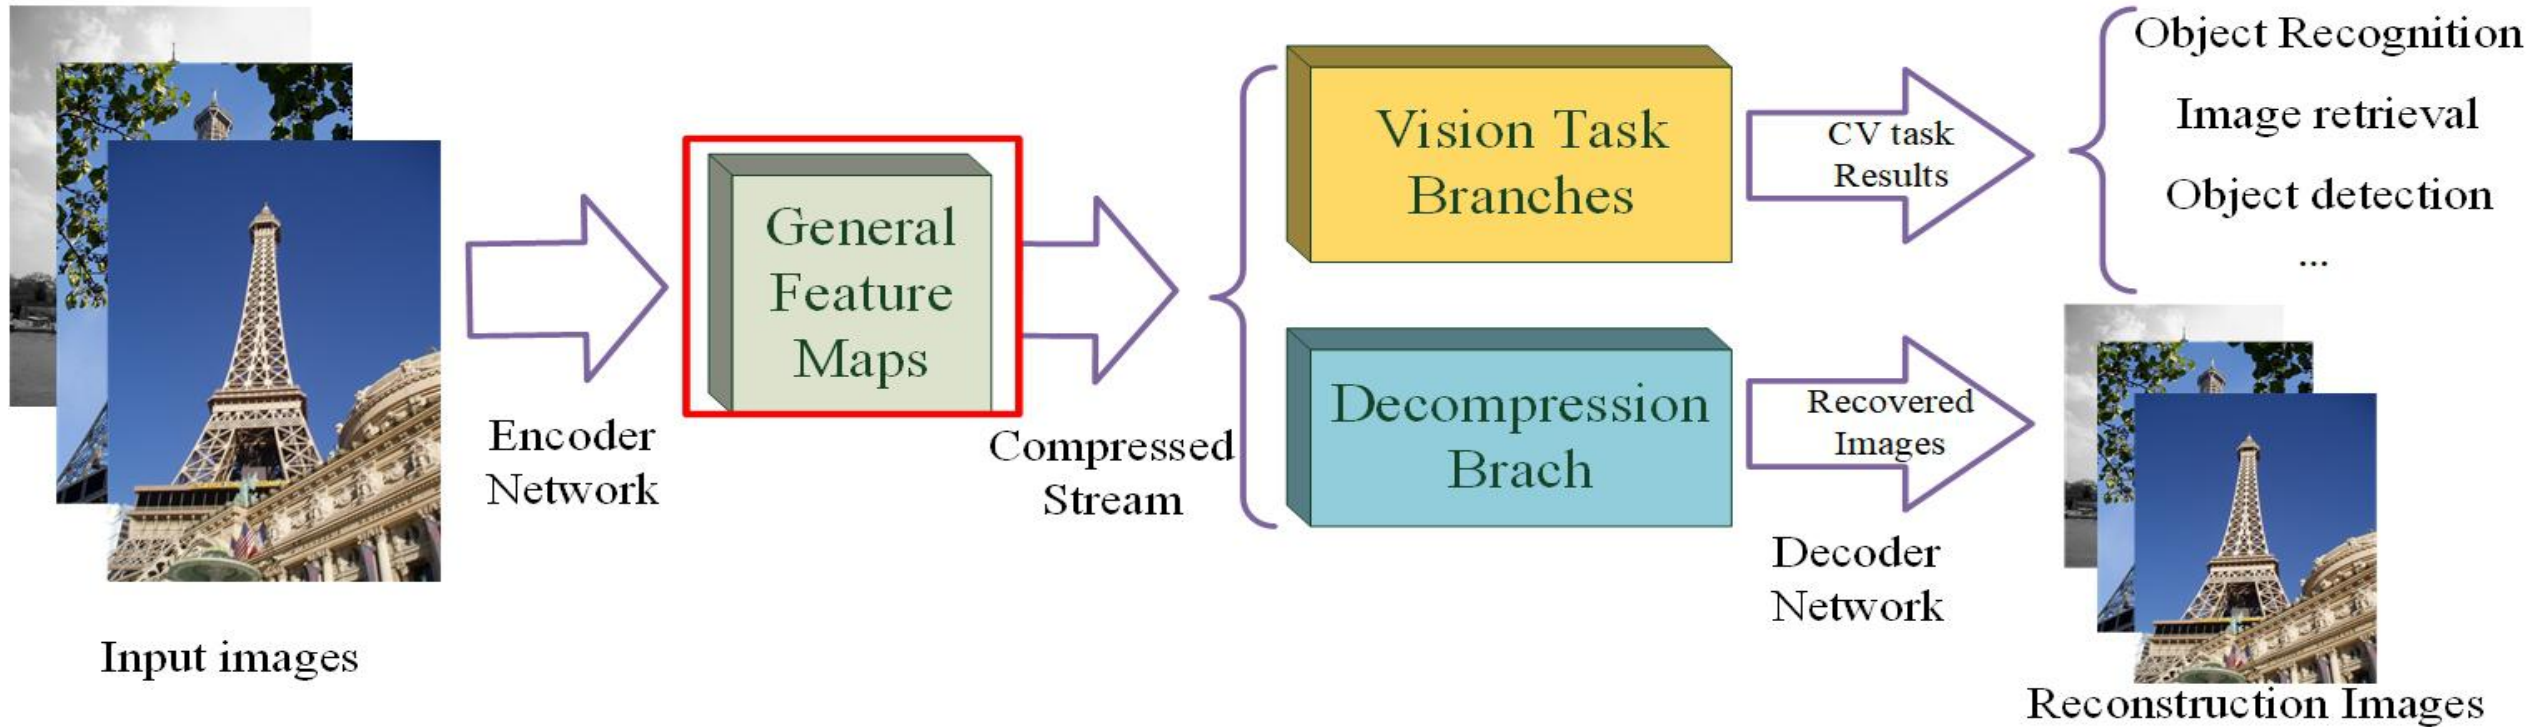 Input images
Encoder
Network
General
Feature
Maps
Compressed
Stream
Vision Task
Branches
Decompression
Brach
CV task
Results
Recovered
Images
Decoder
Network
Object Recognition
Image retrieval
Object detection
...
Reconstruction Images